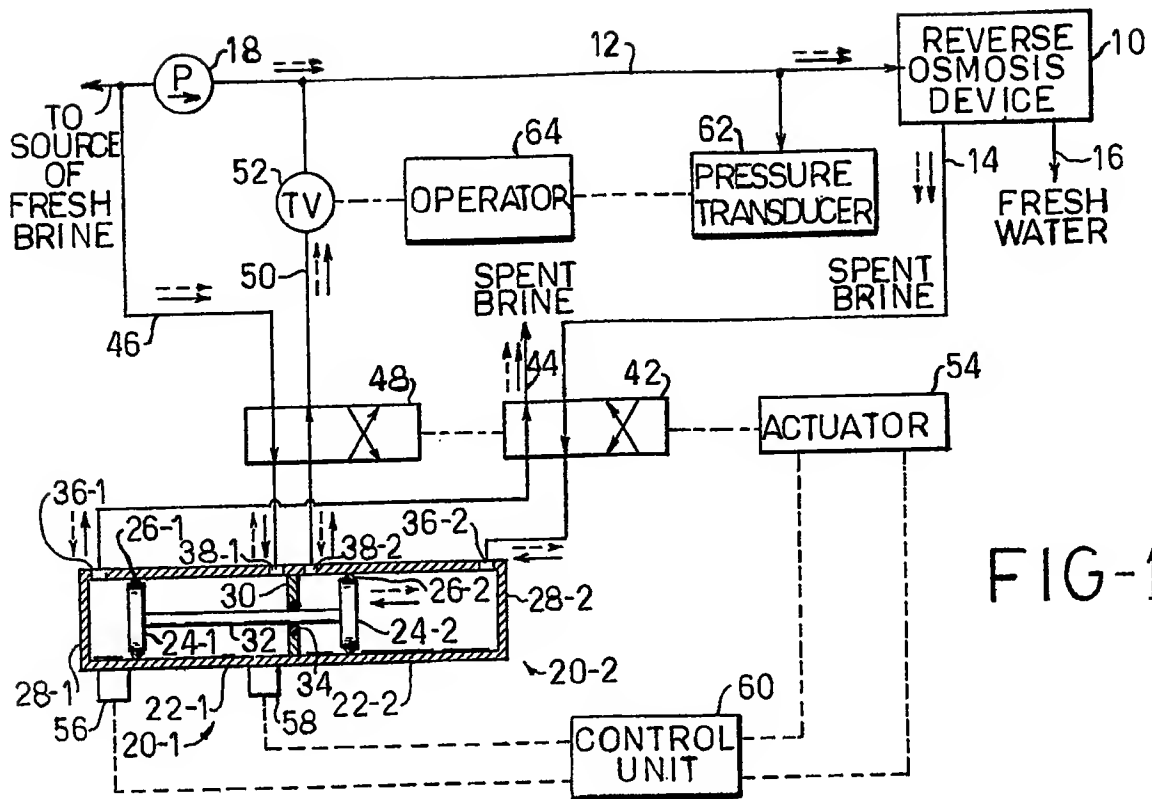 18
P
12
REVERSE
OSMOSIS
DEVICE
10
TO
SOURCE
OF
FRESH
BRINE
52
TV
64
OPERATOR
62
PRESSURE
TRANSDUCER
14
16
FRESH
WATER
50
SPENT
BRINE
SPENT
BRINE
46
44
48
42
54
ACTUATOR
36-1
26-1
38-1
38-2
36-2
30
26-2
28-2
24-1
32
24-2
34
20-2
28-1
56
22-1
58
22-2
20-1
60
CONTROL
UNIT
FIG-1